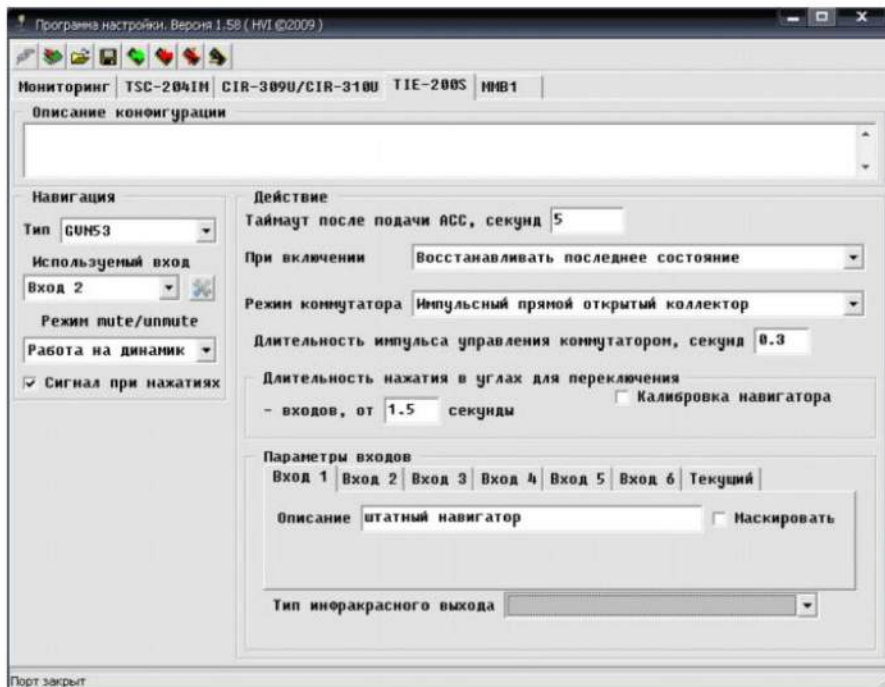 Программа настройки. Версия 1.58 ( HVI ©2009 )
Мониторинг TSC-204IM CIR-309U/CIR-310U TIE-200S MMB1
Описание конфигурации
Навигация
Тип GVN53
Используемый вход
Вход 2
Режим mute/unmute
Работа на динамик
Сигнал при нажатиях
Действие
Таймаут после подачи АСС, секунд 5
При включении Восстанавливать последнее состояние
Режим коммутатора Импульсный прямой открытый коллектор
Длительность импульса управления коммутатором, секунд 0.3
Длительность нажатия в углах для переключения
- входов, от 1.5 секунды
Калибровка навигатора
Параметры входов
Вход 1 Вход 2 Вход 3 Вход 4 Вход 5 Вход 6 Текущий
Описание штатный навигатор Маскировать
Тип инфракрасного выхода
Порт закрыт